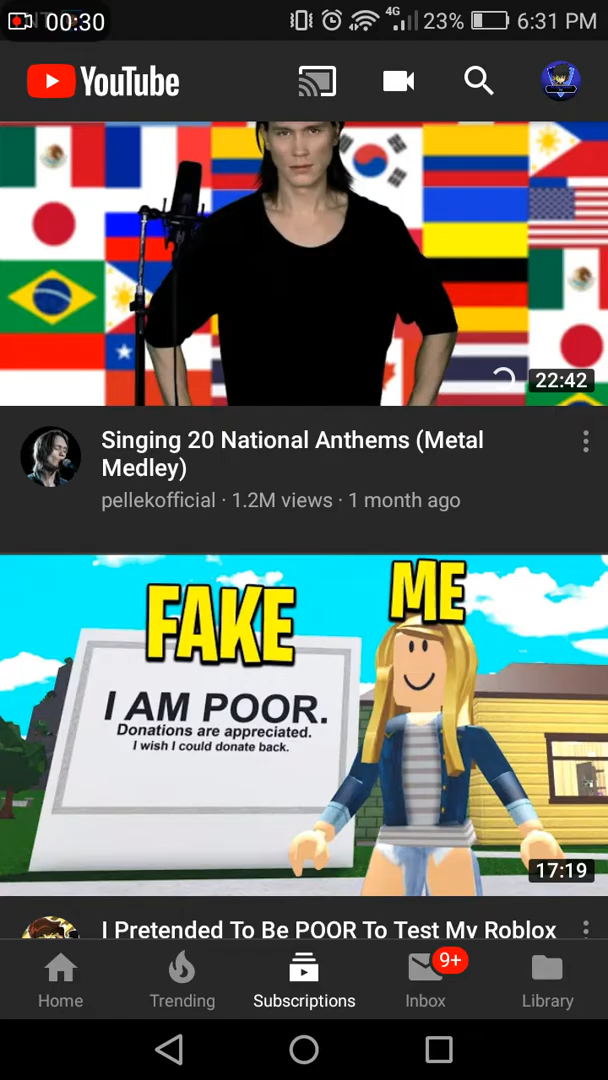 00:30
4G
23%
6:31 PM
YouTube
22:42
Singing 20 National Anthems (Metal
Medley)
pellekofficial · 1.2M views · 1 month ago
FAKE
ME
I AM POOR.
Donations are appreciated.
I wish I could donate back.
17:19
I Pretended To Be POOR To Test My Roblox
9+
Home
Trending
Subscriptions
Inbox
Library